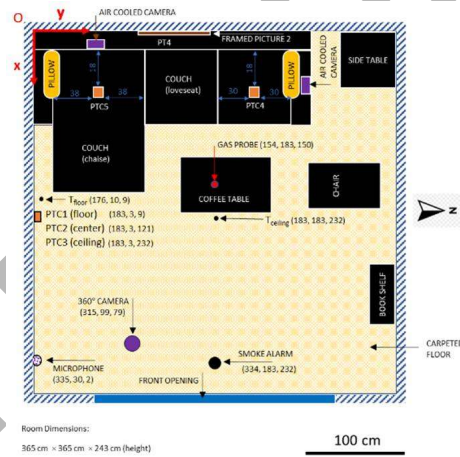 O
y
AIR COOLED CAMERA
x
PT4
FRAMED PICTURE 2
AIR COOLED
CAMERA
SIDE TABLE
PILLOW
18
COUCH
(loveseat)
18
PILLOW
38
38
PTC5
30
30
PTC4
COUCH
(chaise)
GAS PROBE (154, 183, 150)
COFFEE TABLE
CHAIR
Tfloor (176, 10, 9)
Tceiling (183, 183, 232)
PTC1 (floor) (183, 3, 9)
PTC2 (center) (183, 3, 121)
PTC3 (ceiling) (183, 3, 232)
N
BOOK SHELF
360° CAMERA
(315, 99, 79)
SMOKE ALARM
(334, 183, 232)
MICROPHONE
(335, 30, 2)
FRONT OPENING
CARPETED
FLOOR
Room Dimensions:
365 cm × 365 cm × 243 cm (height)
100 cm